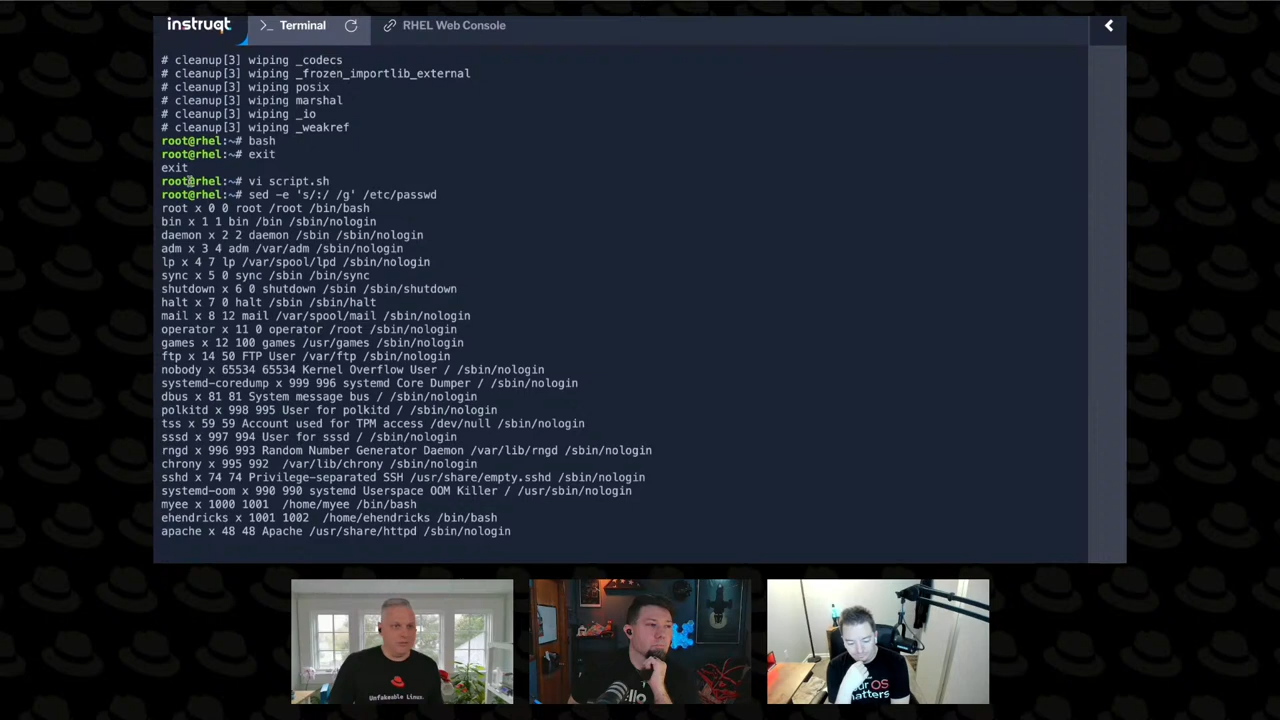 instruqt
>_ Terminal
RHEL Web Console
# cleanup[3] wiping _codecs
# cleanup[3] wiping _frozen_importlib_external
# cleanup[3] wiping posix
# cleanup[3] wiping marshal
# cleanup[3] wiping _io
# cleanup[3] wiping _weakref
root@rhel:~# bash
root@rhel:~# exit
exit
root@rhel:~# vi script.sh
root@rhel:~# sed -e 's/:/ /g' /etc/passwd
root x 0 0 root /root /bin/bash
bin x 1 1 bin /bin /sbin/nologin
daemon x 2 2 daemon /sbin /sbin/nologin
adm x 3 4 adm /var/adm /sbin/nologin
lp x 4 7 lp /var/spool/lpd /sbin/nologin
sync x 5 0 sync /sbin /bin/sync
shutdown x 6 0 shutdown /sbin /sbin/shutdown
halt x 7 0 halt /sbin /sbin/halt
mail x 8 12 mail /var/spool/mail /sbin/nologin
operator x 11 0 operator /root /sbin/nologin
games x 12 100 games /usr/games /sbin/nologin
ftp x 14 50 FTP User /var/ftp /sbin/nologin
nobody x 65534 65534 Kernel Overflow User / /sbin/nologin
systemd-coredump x 999 996 systemd Core Dumper / /sbin/nologin
dbus x 81 81 System message bus / /sbin/nologin
polkitd x 998 995 User for polkitd / /sbin/nologin
tss x 59 59 Account used for TPM access /dev/null /sbin/nologin
sssd x 997 994 User for sssd / /sbin/nologin
rngd x 996 993 Random Number Generator Daemon /var/lib/rngd /sbin/nologin
chrony x 995 992  /var/lib/chrony /sbin/nologin
sshd x 74 74 Privilege-separated SSH /usr/share/empty.sshd /sbin/nologin
systemd-oom x 990 990 systemd Userspace OOM Killer / /usr/sbin/nologin
myee x 1000 1001  /home/myee /bin/bash
ehendricks x 1001 1002  /home/ehendricks /bin/bash
apache x 48 48 Apache /usr/share/httpd /sbin/nologin
Unfakeable Linux.
OS
matters.